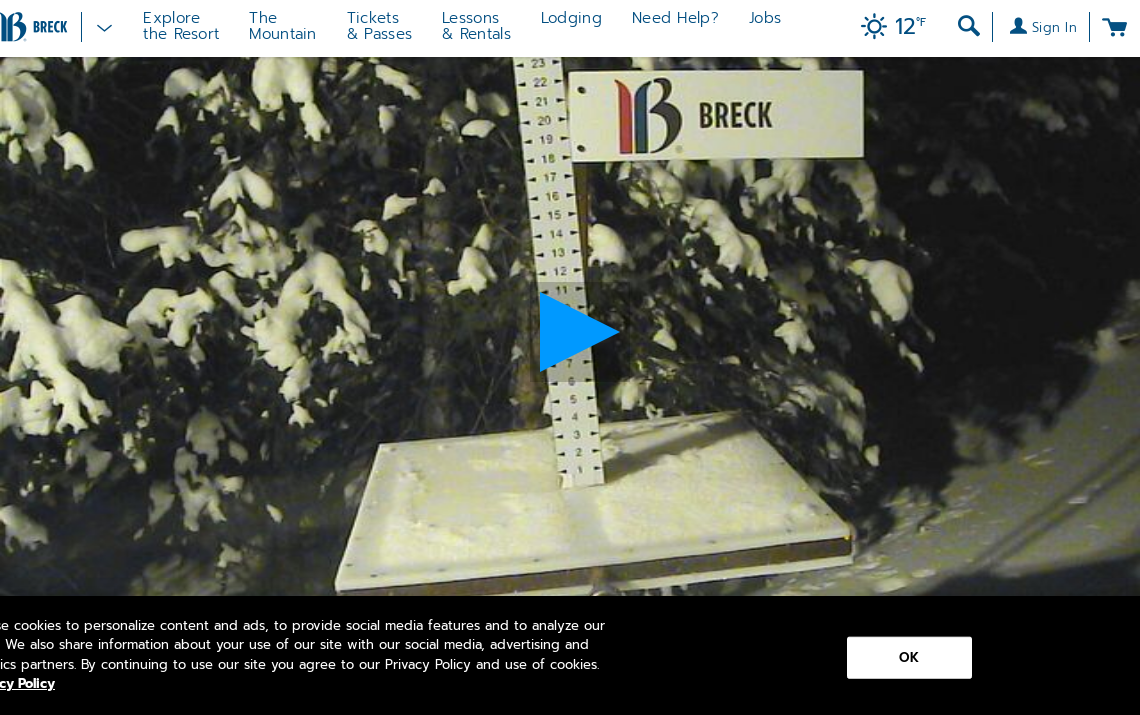 BRECK
Explore
the Resort
The
Mountain
Tickets
& Passes
Lessons
& Rentals
Lodging
Need Help?
Jobs
12°F
Sign In
23
22
21
20
19
18
17
16
15
14
13
12
11
7
6
5
4
3
2
1
B BRECK
®
se cookies to personalize content and ads, to provide social media features and to analyze our
We also share information about your use of our site with our social media, advertising and
ics partners. By continuing to use our site you agree to our Privacy Policy and use of cookies.
cy Policy
OK